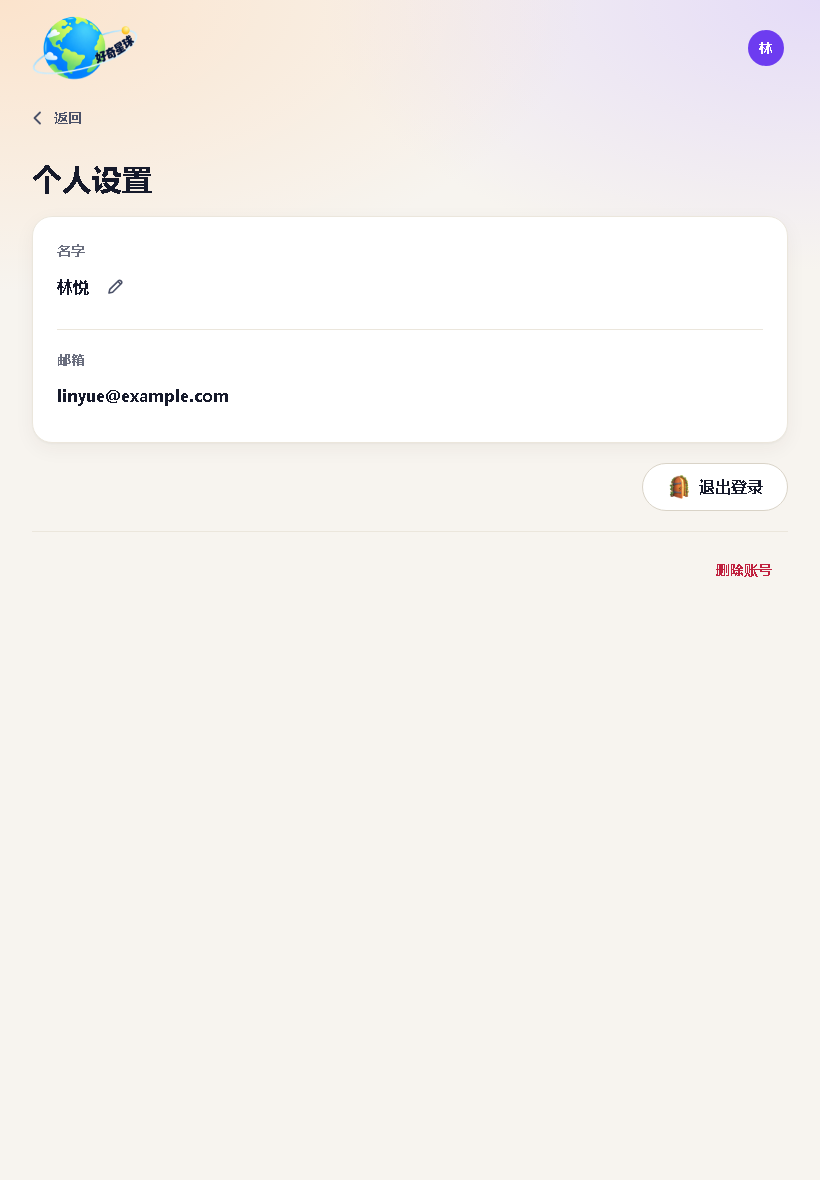 好奇星球
林
返回
个人设置
名字
林悦
邮箱
linyue@example.com
退出登录
删除账号